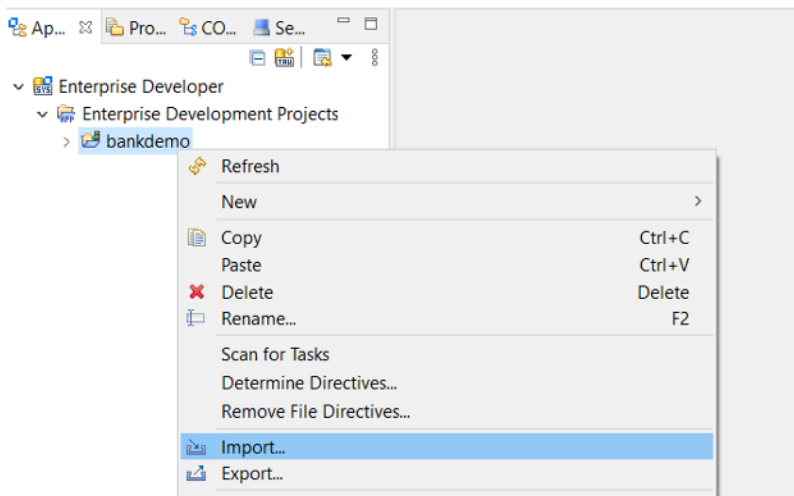 Ap... Pro... CO... Se...
Enterprise Developer
Enterprise Development Projects
bankdemo
Refresh
New
Copy Ctrl+C
Paste Ctrl+V
Delete Delete
Rename... F2
Scan for Tasks
Determine Directives...
Remove File Directives...
Import...
Export...